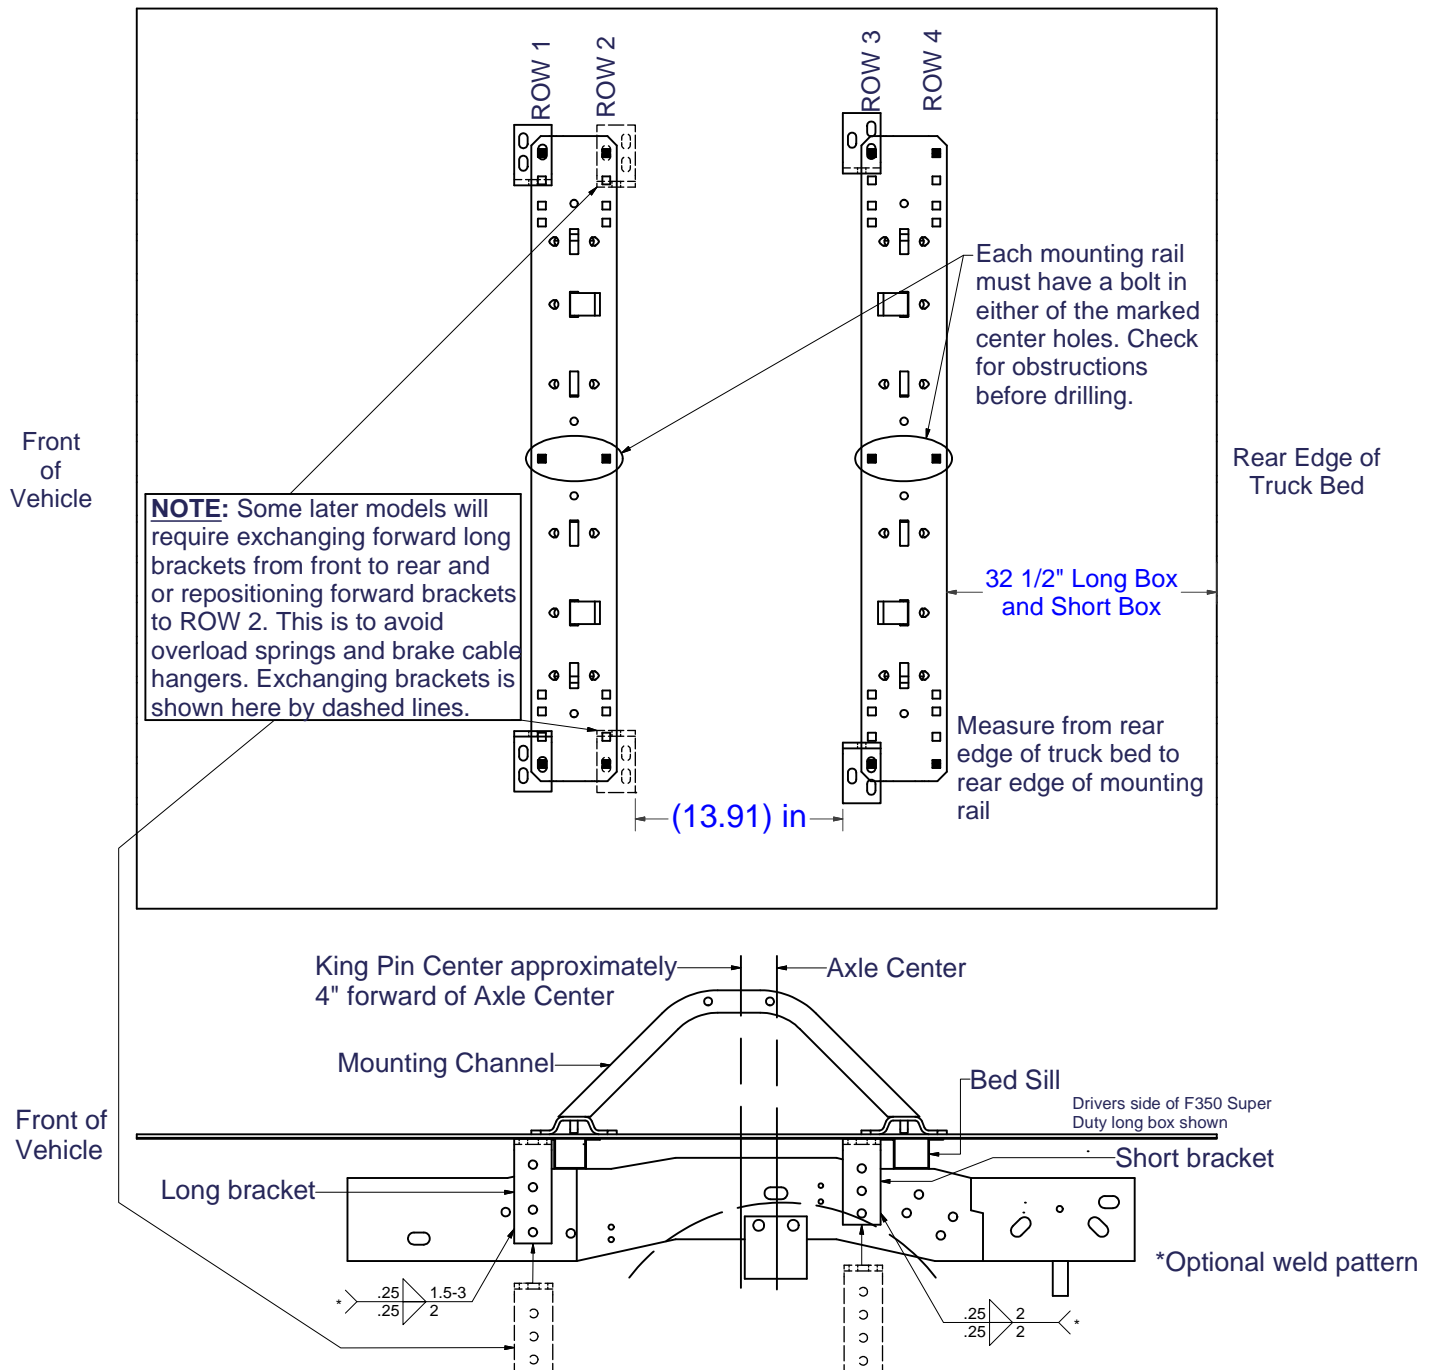 ROW 1
ROW 2
ROW 3
ROW 4
Each mounting rail
must have a bolt in
either of the marked
center holes. Check
for obstructions
before drilling.
Front
of
Vehicle
Rear Edge of
Truck Bed
NOTE: Some later models will
require exchanging forward long
brackets from front to rear and
or repositioning forward brackets
to ROW 2. This is to avoid
overload springs and brake cable
hangers. Exchanging brackets is
shown here by dashed lines.
32 1/2" Long Box
and Short Box
Measure from rear
edge of truck bed to
rear edge of mounting
rail
(13.91) in
King Pin Center approximately
4" forward of Axle Center
Axle Center
Mounting Channel
Bed Sill
Drivers side of F350 Super
Duty long box shown
Front of
Vehicle
Short bracket
Long bracket
*Optional weld pattern
* .25 1.5-3
.25 2
.25 2 *
.25 2